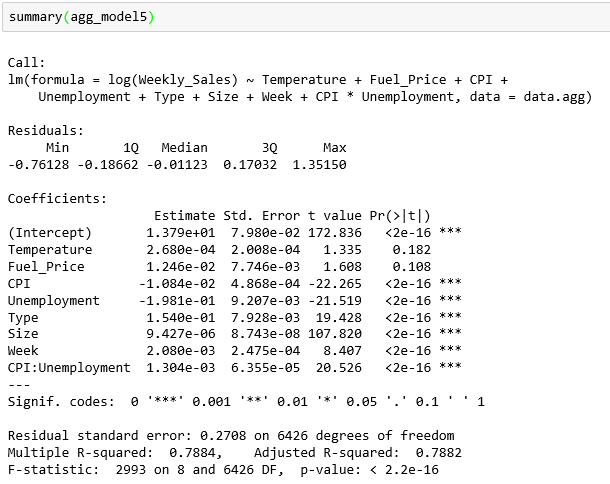 summary(agg_model5)
Call:
lm(formula = log(Weekly_Sales) ~ Temperature + Fuel_Price + CPI +
    Unemployment + Type + Size + Week + CPI * Unemployment, data = data.agg)
Residuals:
     Min       1Q   Median       3Q      Max
-0.76128 -0.18662 -0.01123  0.17032  1.35150
Coefficients:
                   Estimate Std. Error t value Pr(>|t|)
(Intercept)       1.379e+01  7.980e-02 172.836   <2e-16 ***
Temperature       2.680e-04  2.008e-04   1.335    0.182
Fuel_Price        1.246e-02  7.746e-03   1.608    0.108
CPI              -1.084e-02  4.868e-04 -22.265   <2e-16 ***
Unemployment     -1.981e-01  9.207e-03 -21.519   <2e-16 ***
Type              1.540e-01  7.928e-03  19.428   <2e-16 ***
Size              9.427e-06  8.743e-08 107.820   <2e-16 ***
Week              2.080e-03  2.475e-04   8.407   <2e-16 ***
CPI:Unemployment  1.304e-03  6.355e-05  20.526   <2e-16 ***
---
Signif. codes:  0 '***' 0.001 '**' 0.01 '*' 0.05 '.' 0.1 ' ' 1
Residual standard error: 0.2708 on 6426 degrees of freedom
Multiple R-squared:  0.7884,    Adjusted R-squared:  0.7882
F-statistic:  2993 on 8 and 6426 DF,  p-value: < 2.2e-16